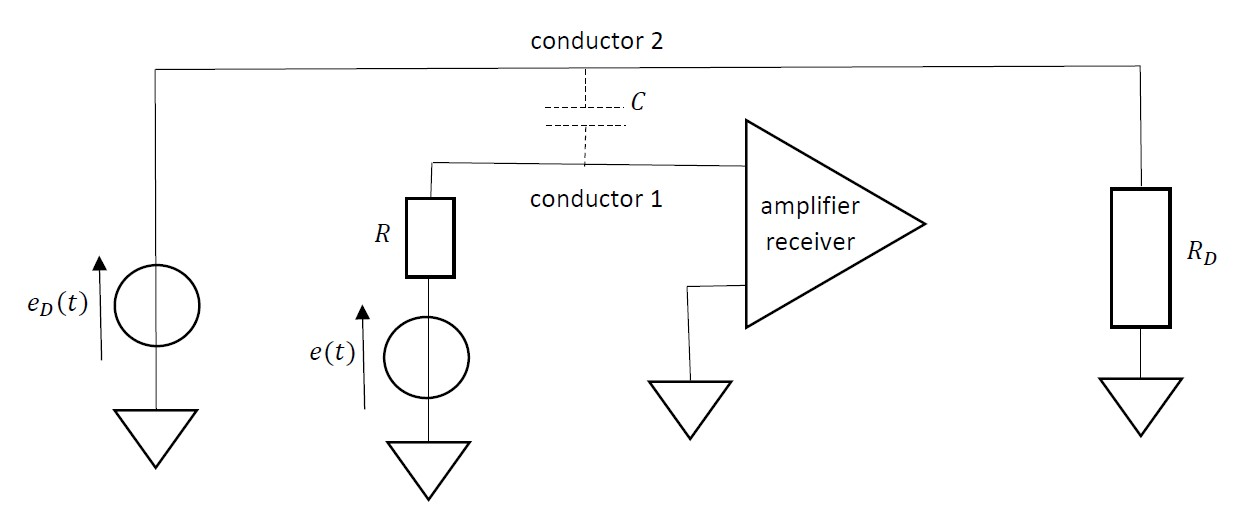 conductor 2
C
conductor 1
R
amplifier
receiver
R_D
e_D(t)
e(t)